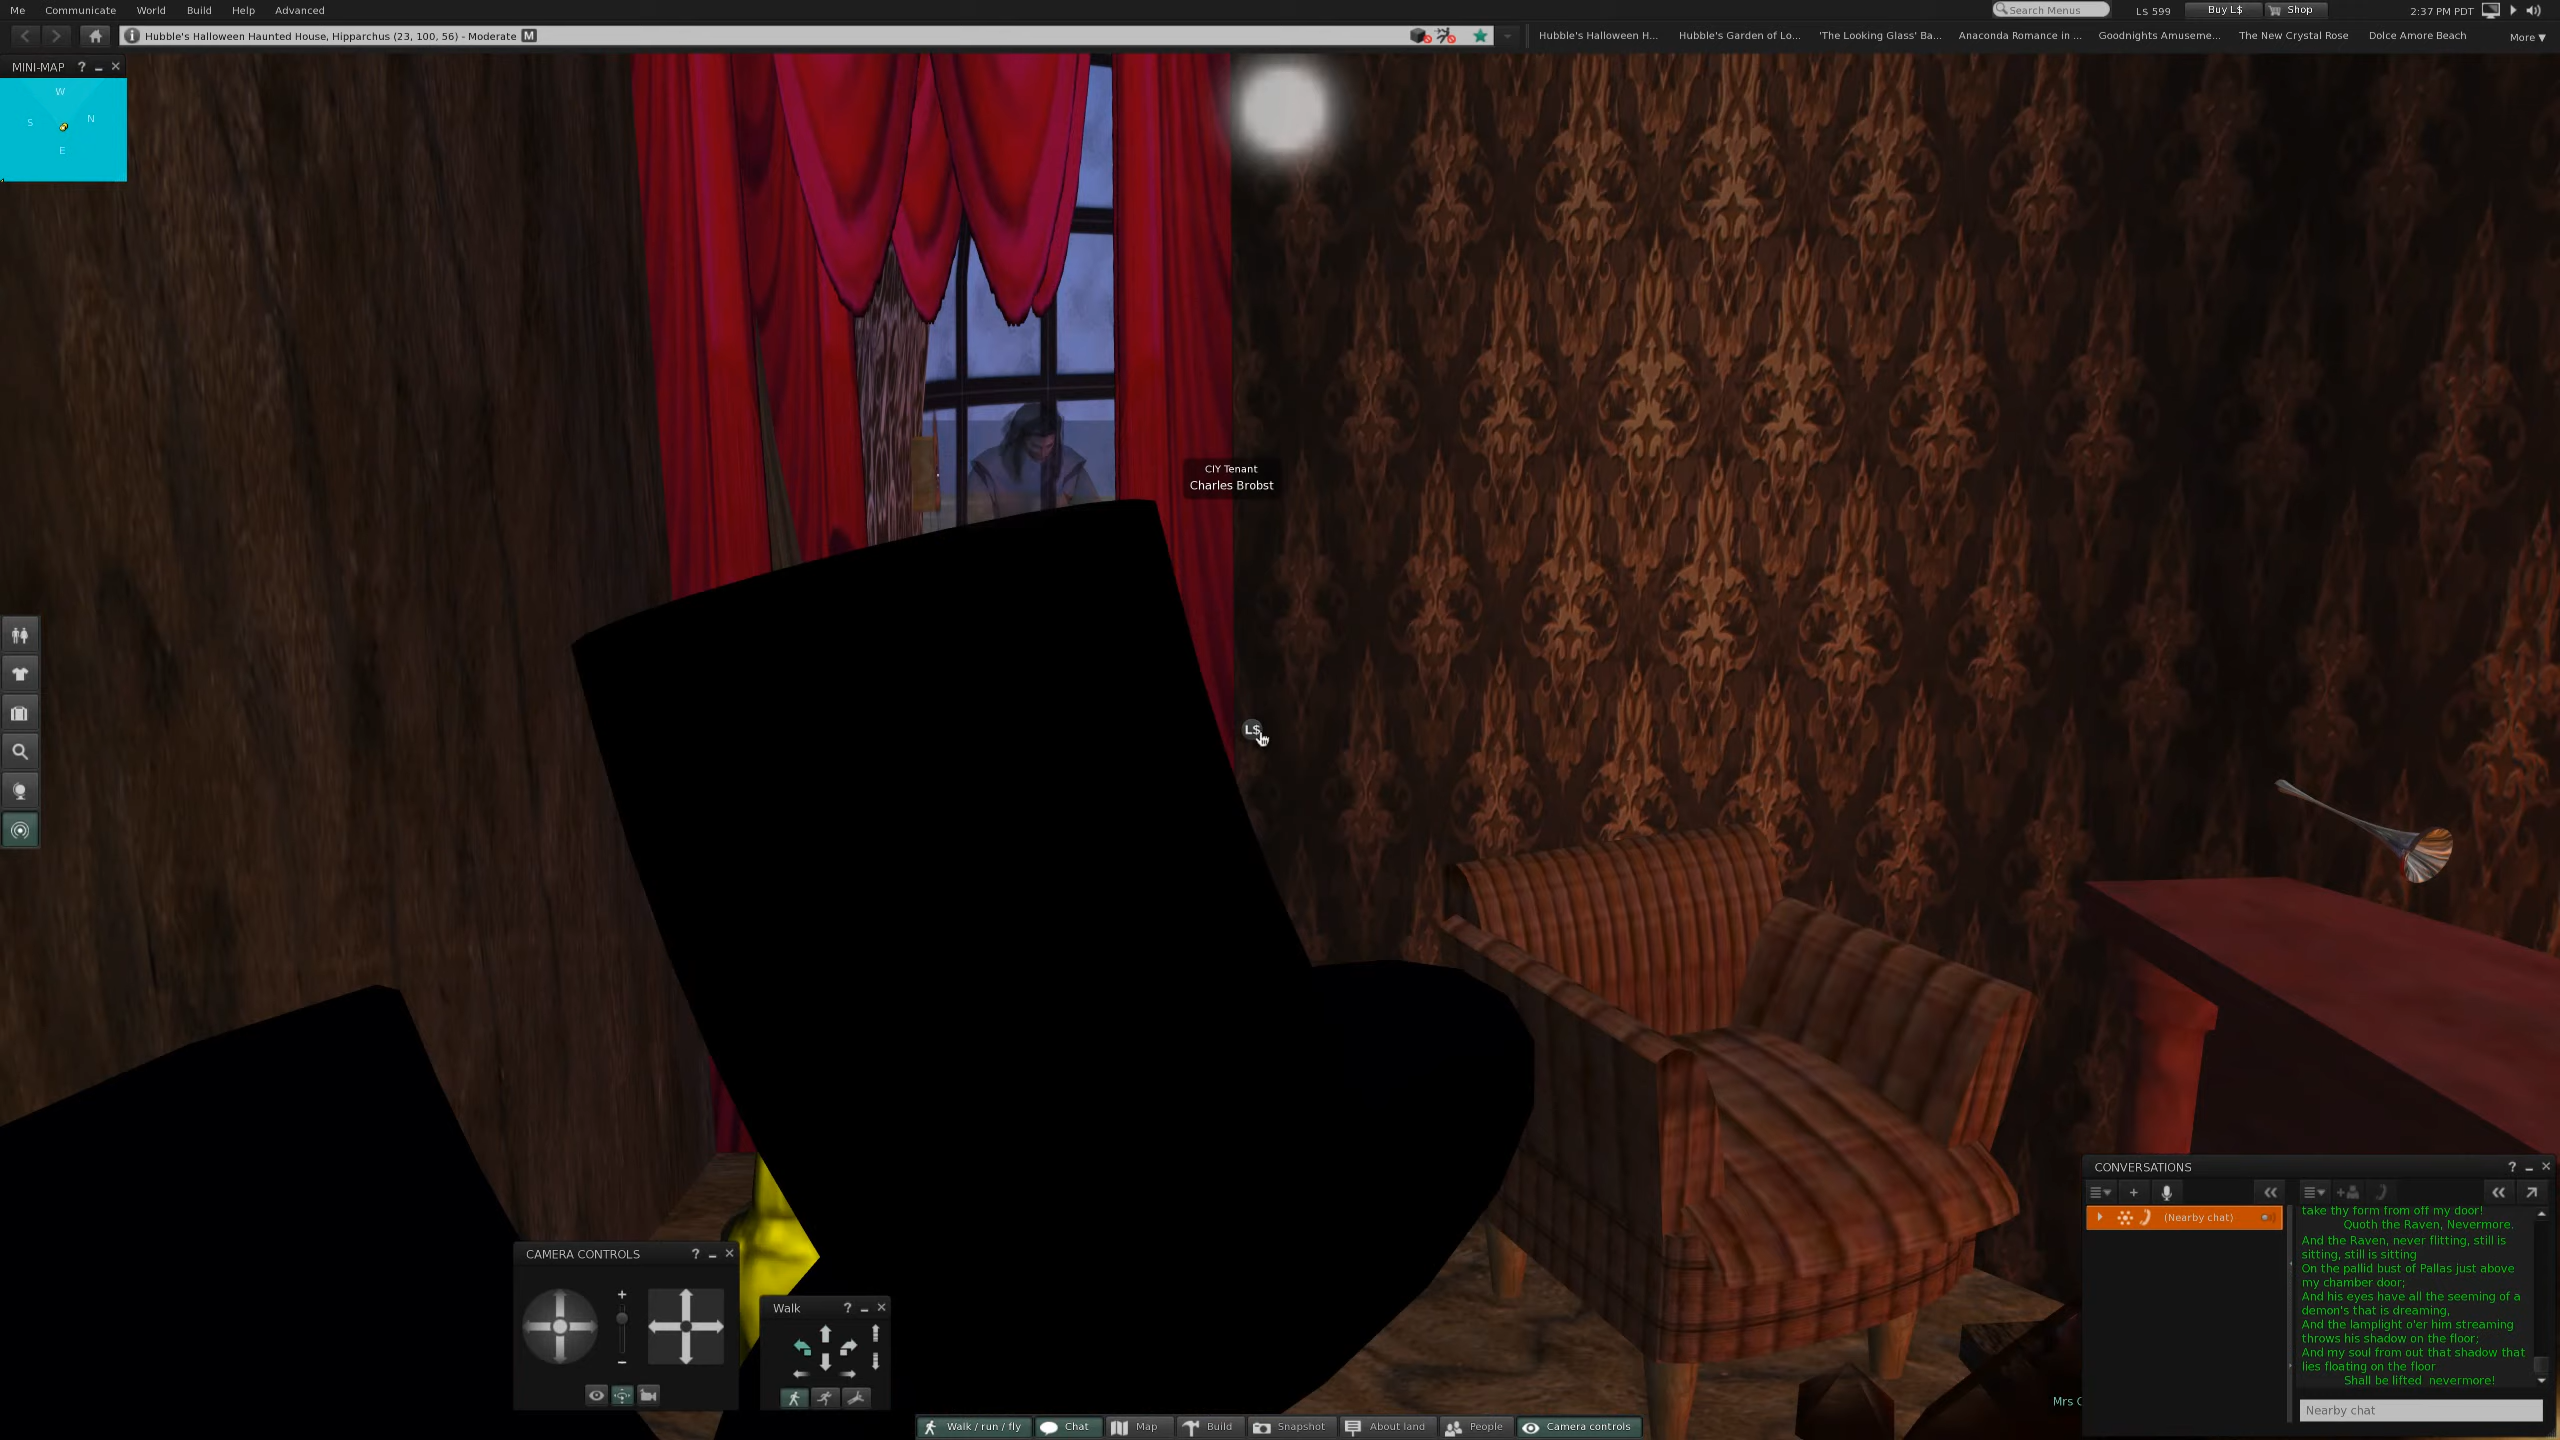 Me Communicate World Build Help Advanced
Search Menus
L$ 599
Buy L$
Shop
2:37 PM PDT
Hubble's Halloween Haunted House, Hipparchus (23, 100, 56) - Moderate M
Hubble's Halloween H...
Hubble's Garden of Lo...
'The Looking Glass' Ba...
Anaconda Romance in ...
Goodnights Amuseme...
The New Crystal Rose
Dolce Amore Beach
More ▼
MINI-MAP ?
W
S
N
E
CIY Tenant
Charles Brobst
L$
CONVERSATIONS ?
(Nearby chat)
take thy form from off my door!
Quoth the Raven, Nevermore.
And the Raven, never flitting, still is
sitting, still is sitting
On the pallid bust of Pallas just above
my chamber door;
And his eyes have all the seeming of a
demon's that is dreaming,
And the lamplight o'er him streaming
throws his shadow on the floor;
And my soul from out that shadow that
lies floating on the floor
Shall be lifted nevermore!
Nearby chat
CAMERA CONTROLS ?
Walk ?
Mrs
Walk / run / fly
Chat
Map
Build
Snapshot
About land
People
Camera controls